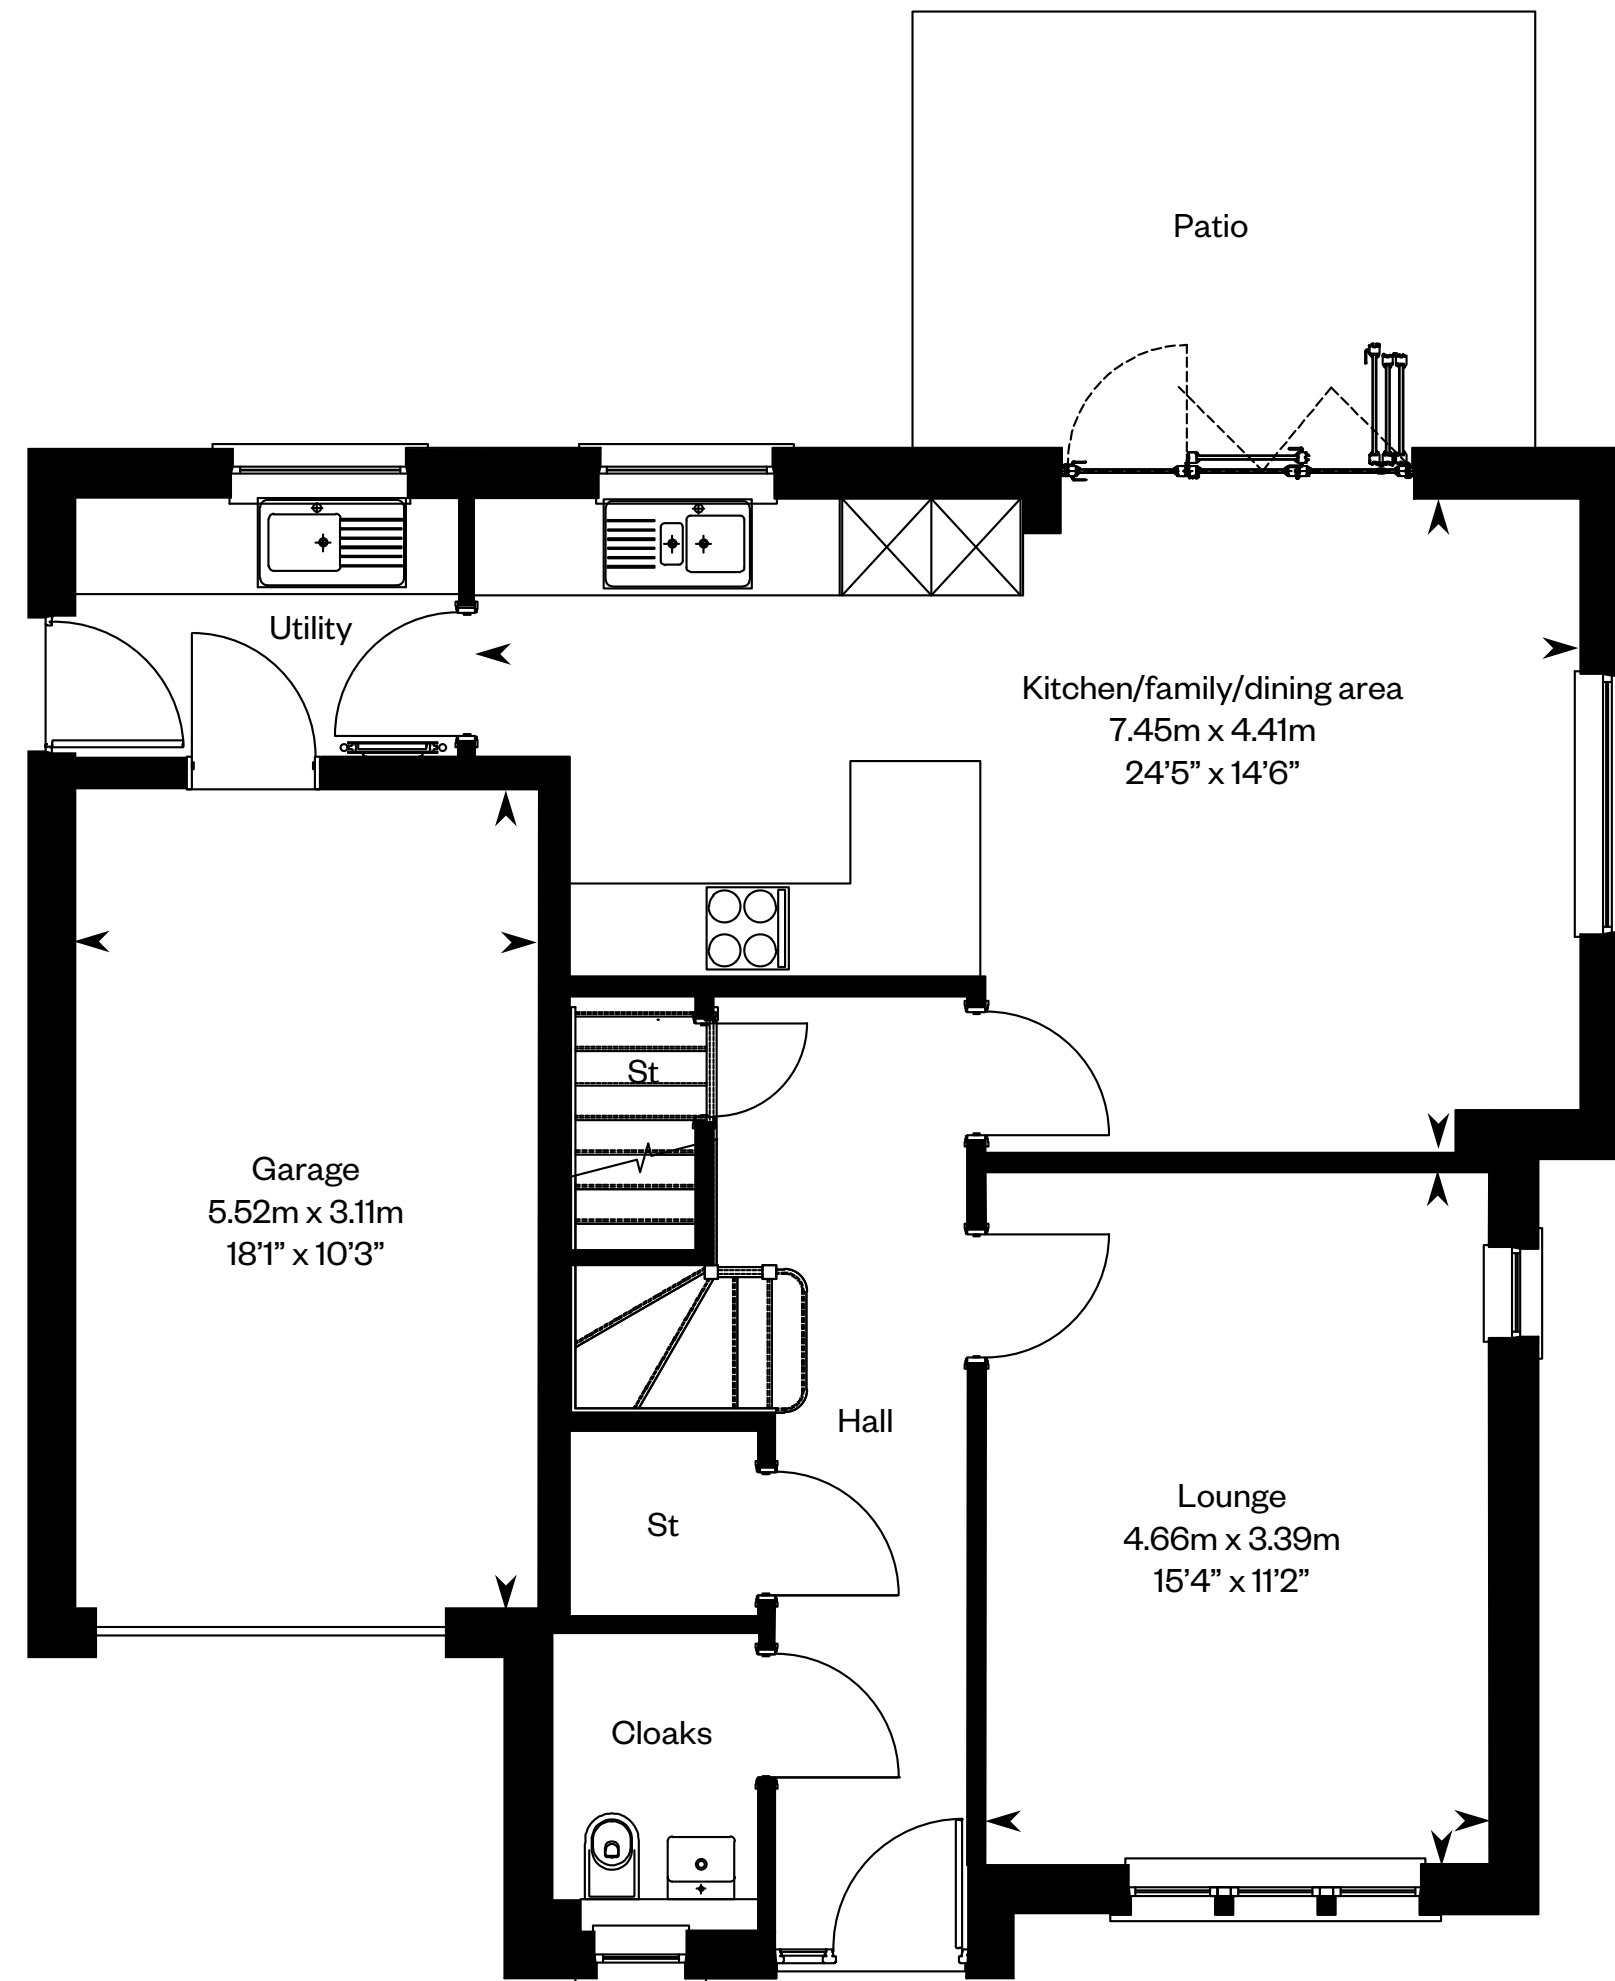 Patio
Utility
Kitchen/family/dining area
7.45m x 4.41m
24’5” x 14’6”
St
Garage
5.52m x 3.11m
18’1” x 10’3”
Hall
Lounge
4.66m x 3.39m
15’4” x 11’2”
St
Cloaks